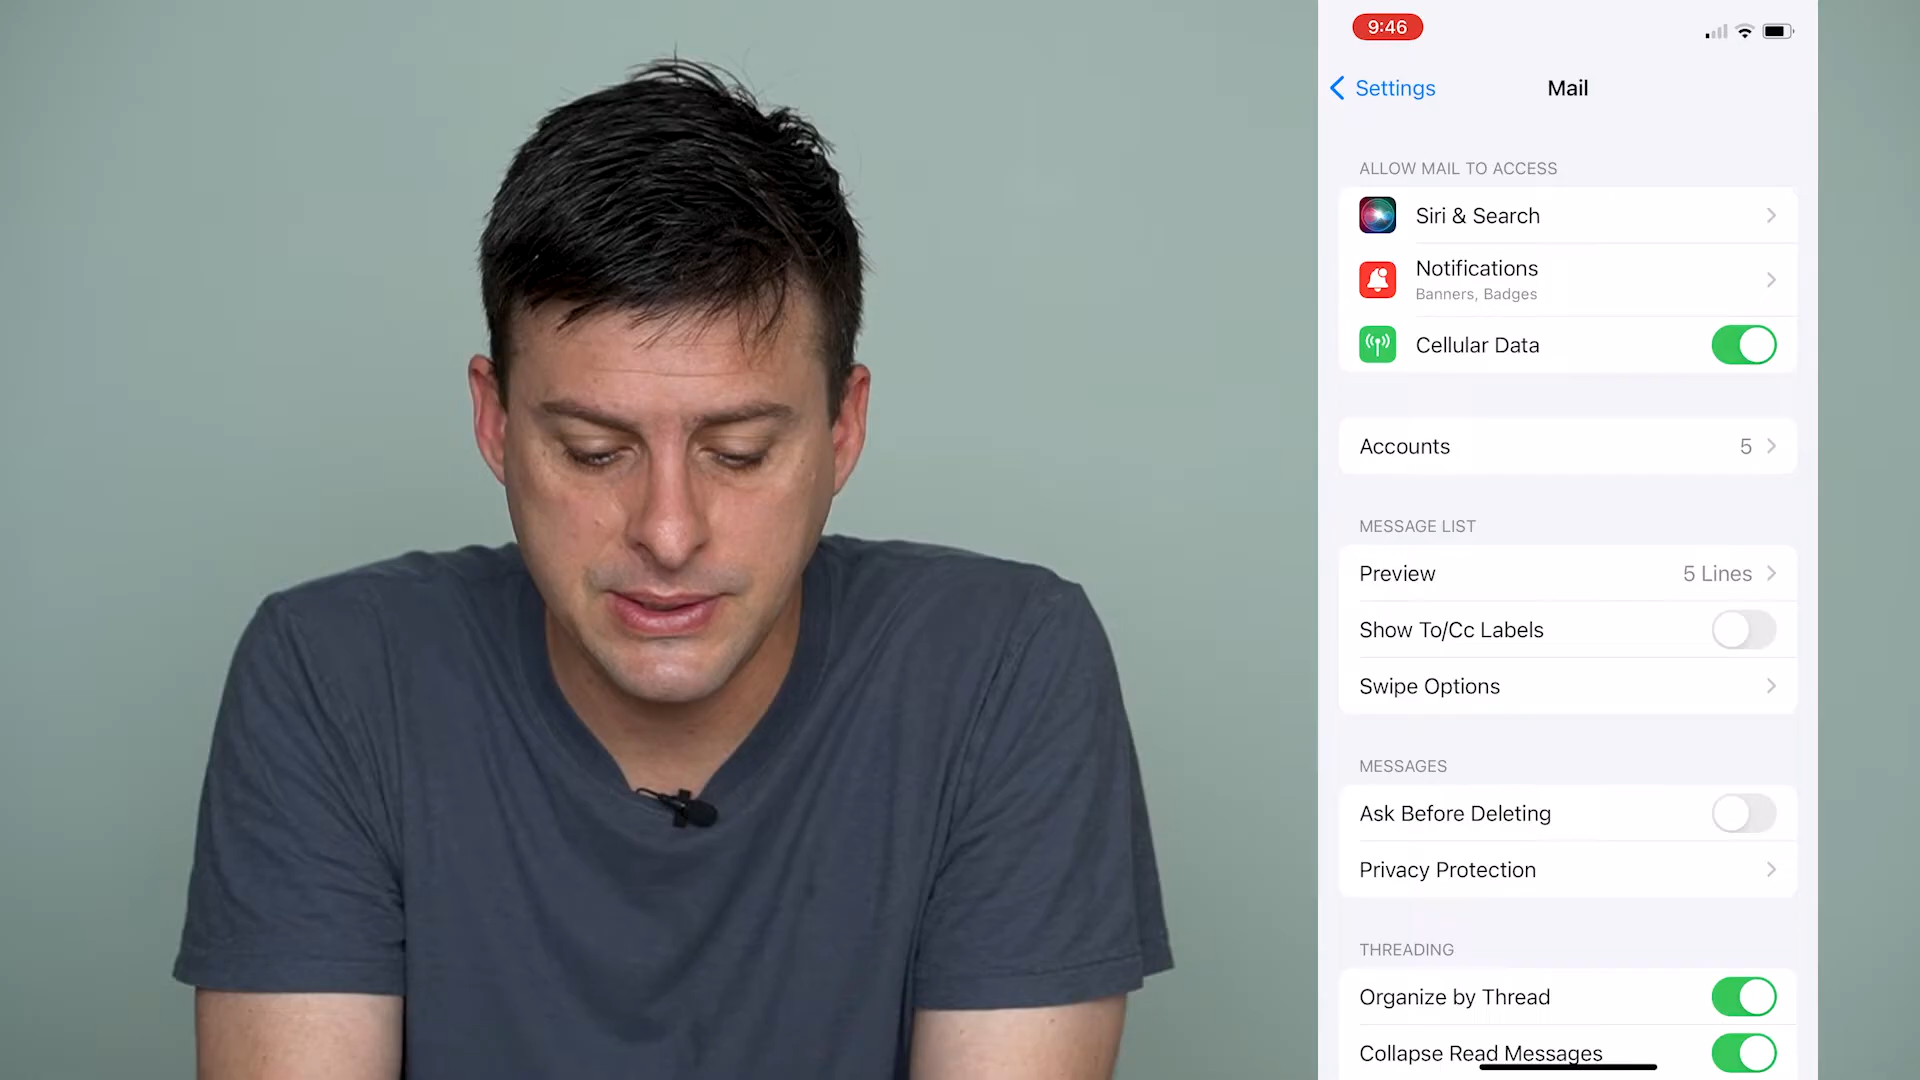 9:46
Settings
Mail
ALLOW MAIL TO ACCESS
Siri & Search
Notifications
Banners, Badges
Cellular Data
Accounts 5
MESSAGE LIST
Preview 5 Lines
Show To/Cc Labels
Swipe Options
MESSAGES
Ask Before Deleting
Privacy Protection
THREADING
Organize by Thread
Collapse Read Messages